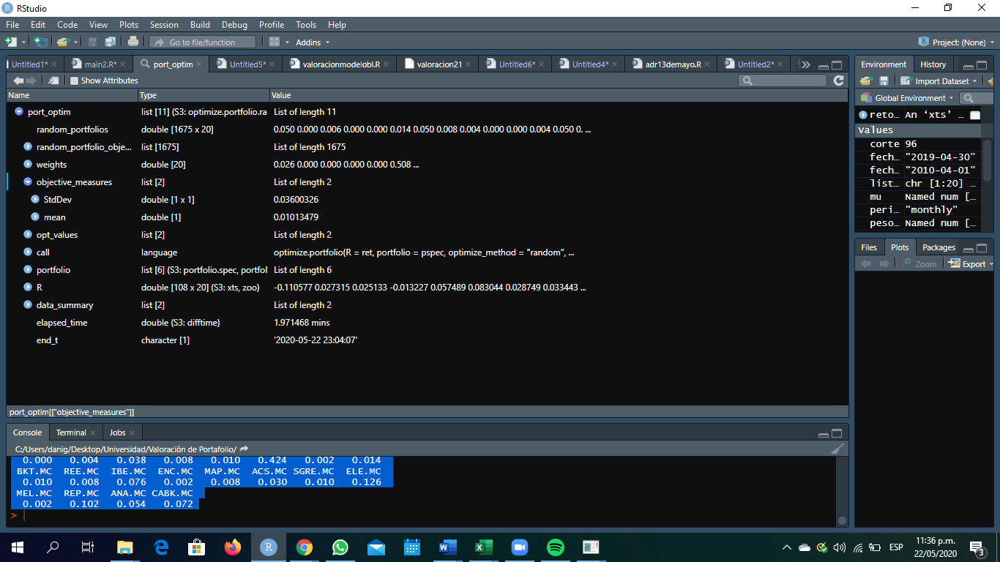 RStudio
File Edit Code View Plots Session Build Debug Profile Tools Help
Go to file/function Addins Project: (None)
Untitled1* main2.R* port_optim Untitled5* valoracionmodelobl.R valoracion21 Untitled6* Untitled4* adr13demayo.R Untitled2*
Show Attributes
Name Type Value
port_optim list [11] (S3: optimize.portfolio.ra List of length 11
random_portfolios double [1675 x 20] 0.050 0.000 0.006 0.000 0.000 0.014 0.050 0.008 0.004 0.000 0.000 0.004 0.050 0. ...
random_portfolio_obje... list [1675] List of length 1675
weights double [20] 0.026 0.000 0.000 0.000 0.000 0.508 ...
objective_measures list [2] List of length 2
StdDev double [1 x 1] 0.03600326
mean double [1] 0.01013479
opt_values list [2] List of length 2
call language optimize.portfolio(R = ret, portfolio = pspec, optimize_method = "random", ...
portfolio list [6] (S3: portfolio.spec, portfol List of length 6
R double [108 x 20] (S3: xts, zoo) -0.110577 0.027315 0.025133 -0.013227 0.057489 0.083044 0.028749 0.033443 ...
data_summary list [2] List of length 2
elapsed_time double (S3: difftime) 1.971468 mins
end_t character [1] '2020-05-22 23:04:07'
port_optim[["objective_measures"]]
Console Terminal Jobs
C:/Users/danig/Desktop/Universidad/Valoración de Portafolio/
0.000 0.004 0.038 0.008 0.010 0.424 0.002 0.014
BKT.MC REE.MC IBE.MC ENC.MC MAP.MC ACS.MC SGRE.MC ELE.MC
0.010 0.008 0.076 0.002 0.008 0.030 0.010 0.126
MEL.MC REP.MC ANA.MC CABK.MC
0.002 0.102 0.054 0.072
>
Environment History
Import Dataset
Global Environment
reto... An ‘xts’ ...
Values
corte 96
fech... "2019-04-30"
fech... "2010-04-01"
list... chr [1:20] ...
mu Named num [...
peri... "monthly"
peso... Named num [...
Files Plots Packages
Zoom Export
ESP
11:36 p.m.
22/05/2020
3